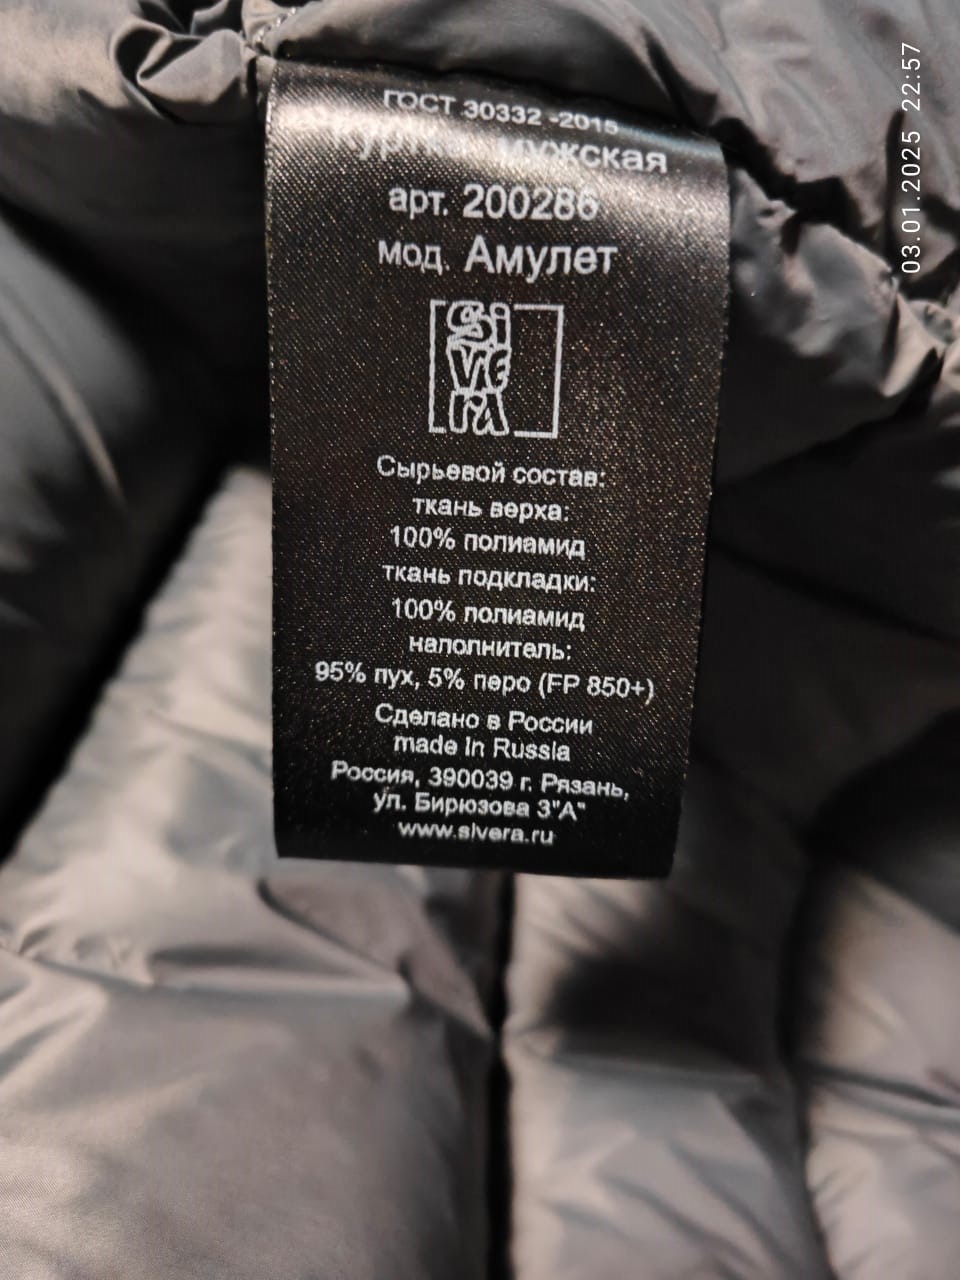 ГОСТ 30332 -2015
куртка мужская
арт. 200286
мод. Амулет
Si
VE
RA
Сырьевой состав:
ткань верха:
100% полиамид
ткань подкладки:
100% полиамид
наполнитель:
95% пух, 5% перо (FP 850+)
Сделано в России
made in Russia
Россия, 390039 г. Рязань,
ул. Бирюзова 3"А"
www.sivera.ru
03.01.2025 22:57